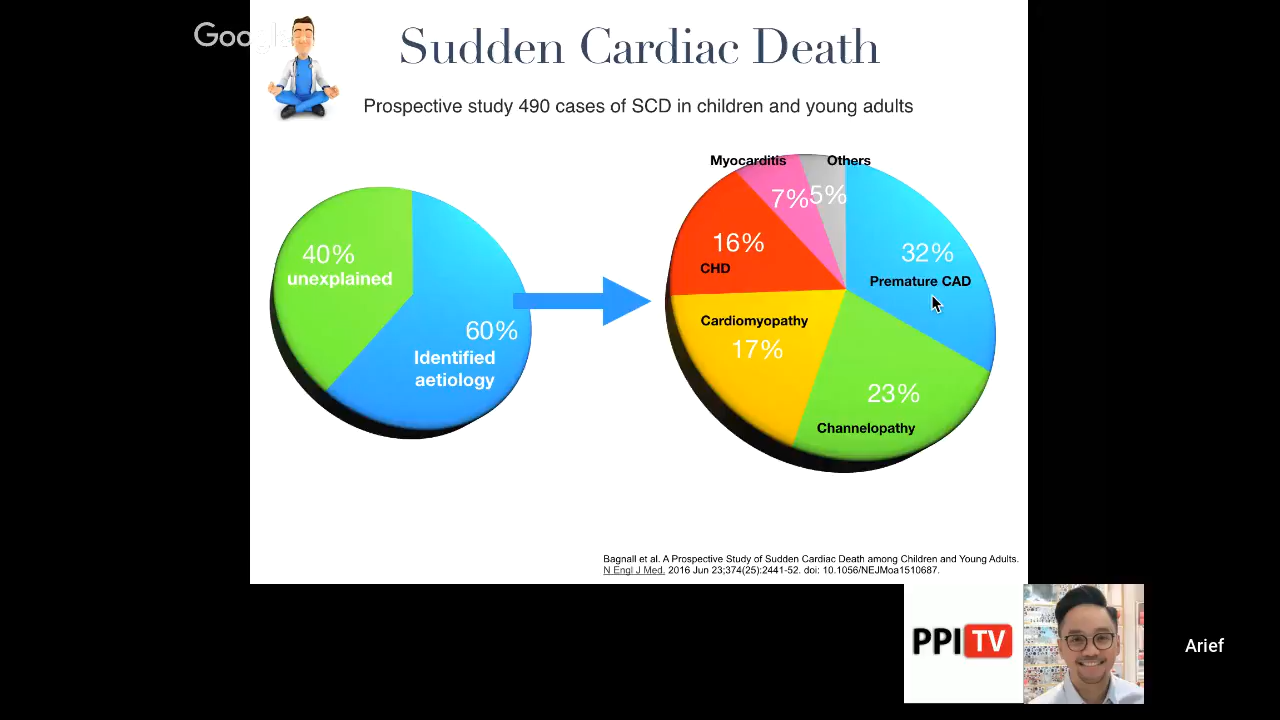 Google
Sudden Cardiac Death
Prospective study 490 cases of SCD in children and young adults
40%
unexplained
60%
Identified
aetiology
Myocarditis
Others
7%
5%
16%
CHD
32%
Premature CAD
Cardiomyopathy
17%
23%
Channelopathy
Bagnall et al. A Prospective Study of Sudden Cardiac Death among Children and Young Adults.
N Engl J Med. 2016 Jun 23;374(25):2441-52. doi: 10.1056/NEJMoa1510687.
PPI TV
Arief